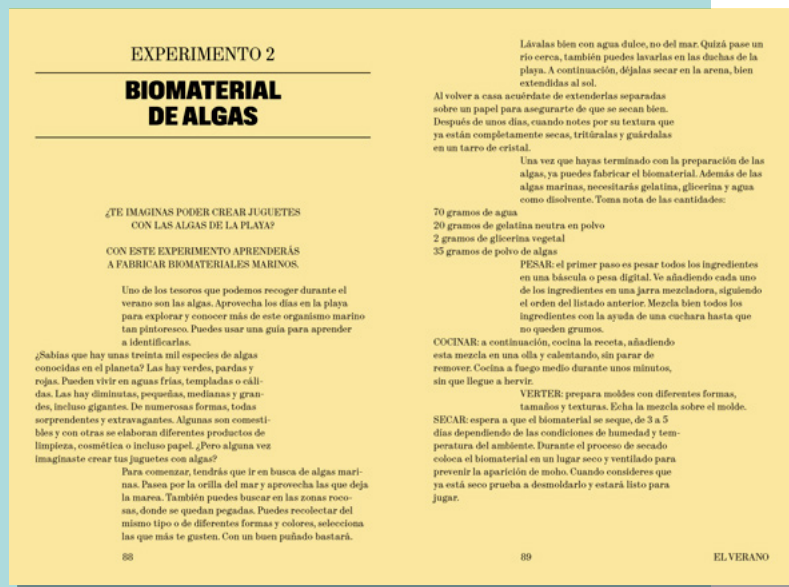 EXPERIMENTO 2
BIOMATERIAL
DE ALGAS
¿TE IMAGINAS PODER CREAR JUGUETES
CON LAS ALGAS DE LA PLAYA?
CON ESTE EXPERIMENTO APRENDERÁS
A FABRICAR BIOMATERIALES MARINOS.
Uno de los tesoros que podemos recoger durante el
verano son las algas. Aprovecha los días en la playa
para explorar y conocer más de este organismo marino
tan pintoresco. Puedes usar una guía para aprender
a identificarlas.
¿Sabías que hay unas treinta mil especies de algas
conocidas en el planeta? Las hay verdes, pardas y
rojas. Pueden vivir en aguas frías, templadas o cáli-
das. Las hay diminutas, pequeñas, medianas y gran-
des, incluso gigantes. De numerosas formas, todas
sorprendentes y extravagantes. Algunas son comesti-
bles y con otras se elaboran diferentes productos de
limpieza, cosmética o incluso papel. ¿Pero alguna vez
imaginaste crear tus juguetes con algas?
Para comenzar, tendrás que ir en busca de algas mari-
nas. Pasea por la orilla del mar y aprovecha las que deja
la marea. También puedes buscar en las zonas roco-
sas, donde se quedan pegadas. Puedes recolectar del
mismo tipo o de diferentes formas y colores, selecciona
las que más te gusten. Con un buen puñado bastará.
88
Lávalas bien con agua dulce, no del mar. Quizá pase un
río cerca, también puedes lavarlas en las duchas de la
playa. A continuación, déjalas secar en la arena, bien
extendidas al sol.
Al volver a casa acuérdate de extenderlas separadas
sobre un papel para asegurarte de que se secan bien.
Después de unos días, cuando notes por su textura que
ya están completamente secas, tritúralas y guárdalas
en un tarro de cristal.
Una vez que hayas terminado con la preparación de las
algas, ya puedes fabricar el biomaterial. Además de las
algas marinas, necesitarás gelatina, glicerina y agua
como disolvente. Toma nota de las cantidades:
70 gramos de agua
20 gramos de gelatina neutra en polvo
2 gramos de glicerina vegetal
35 gramos de polvo de algas
PESAR: el primer paso es pesar todos los ingredientes
en una báscula o pesa digital. Ve añadiendo cada uno
de los ingredientes en una jarra mezcladora, siguiendo
el orden del listado anterior. Mezcla bien todos los
ingredientes con la ayuda de una cuchara hasta que
no queden grumos.
COCINAR: a continuación, cocina la receta, añadiendo
esta mezcla en una olla y calentando, sin parar de
remover. Cocina a fuego medio durante unos minutos,
sin que llegue a hervir.
VERTER: prepara moldes con diferentes formas,
tamaños y texturas. Echa la mezcla sobre el molde.
SECAR: espera a que el biomaterial se seque, de 3 a 5
días dependiendo de las condiciones de humedad y tem-
peratura del ambiente. Durante el proceso de secado
coloca el biomaterial en un lugar seco y ventilado para
prevenir la aparición de moho. Cuando consideres que
ya está seco prueba a desmoldarlo y estará listo para
jugar.
89
EL VERANO